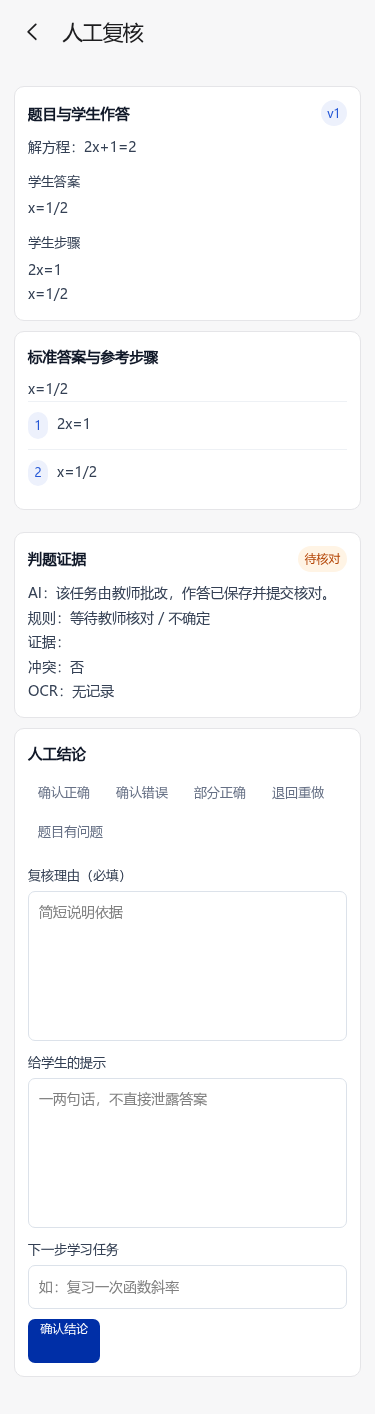 人工复核
题目与学生作答
v1
解方程：2x+1=2
学生答案
x=1/2
学生步骤
2x=1
x=1/2
标准答案与参考步骤
x=1/2
1 2x=1
2 x=1/2
判题证据
待核对
AI：该任务由教师批改，作答已保存并提交核对。
规则：等待教师核对 / 不确定
证据：
冲突：否
OCR：无记录
人工结论
确认正确 确认错误 部分正确 退回重做
题目有问题
复核理由（必填）
简短说明依据
给学生的提示
一两句话，不直接泄露答案
下一步学习任务
如：复习一次函数斜率
确认结论